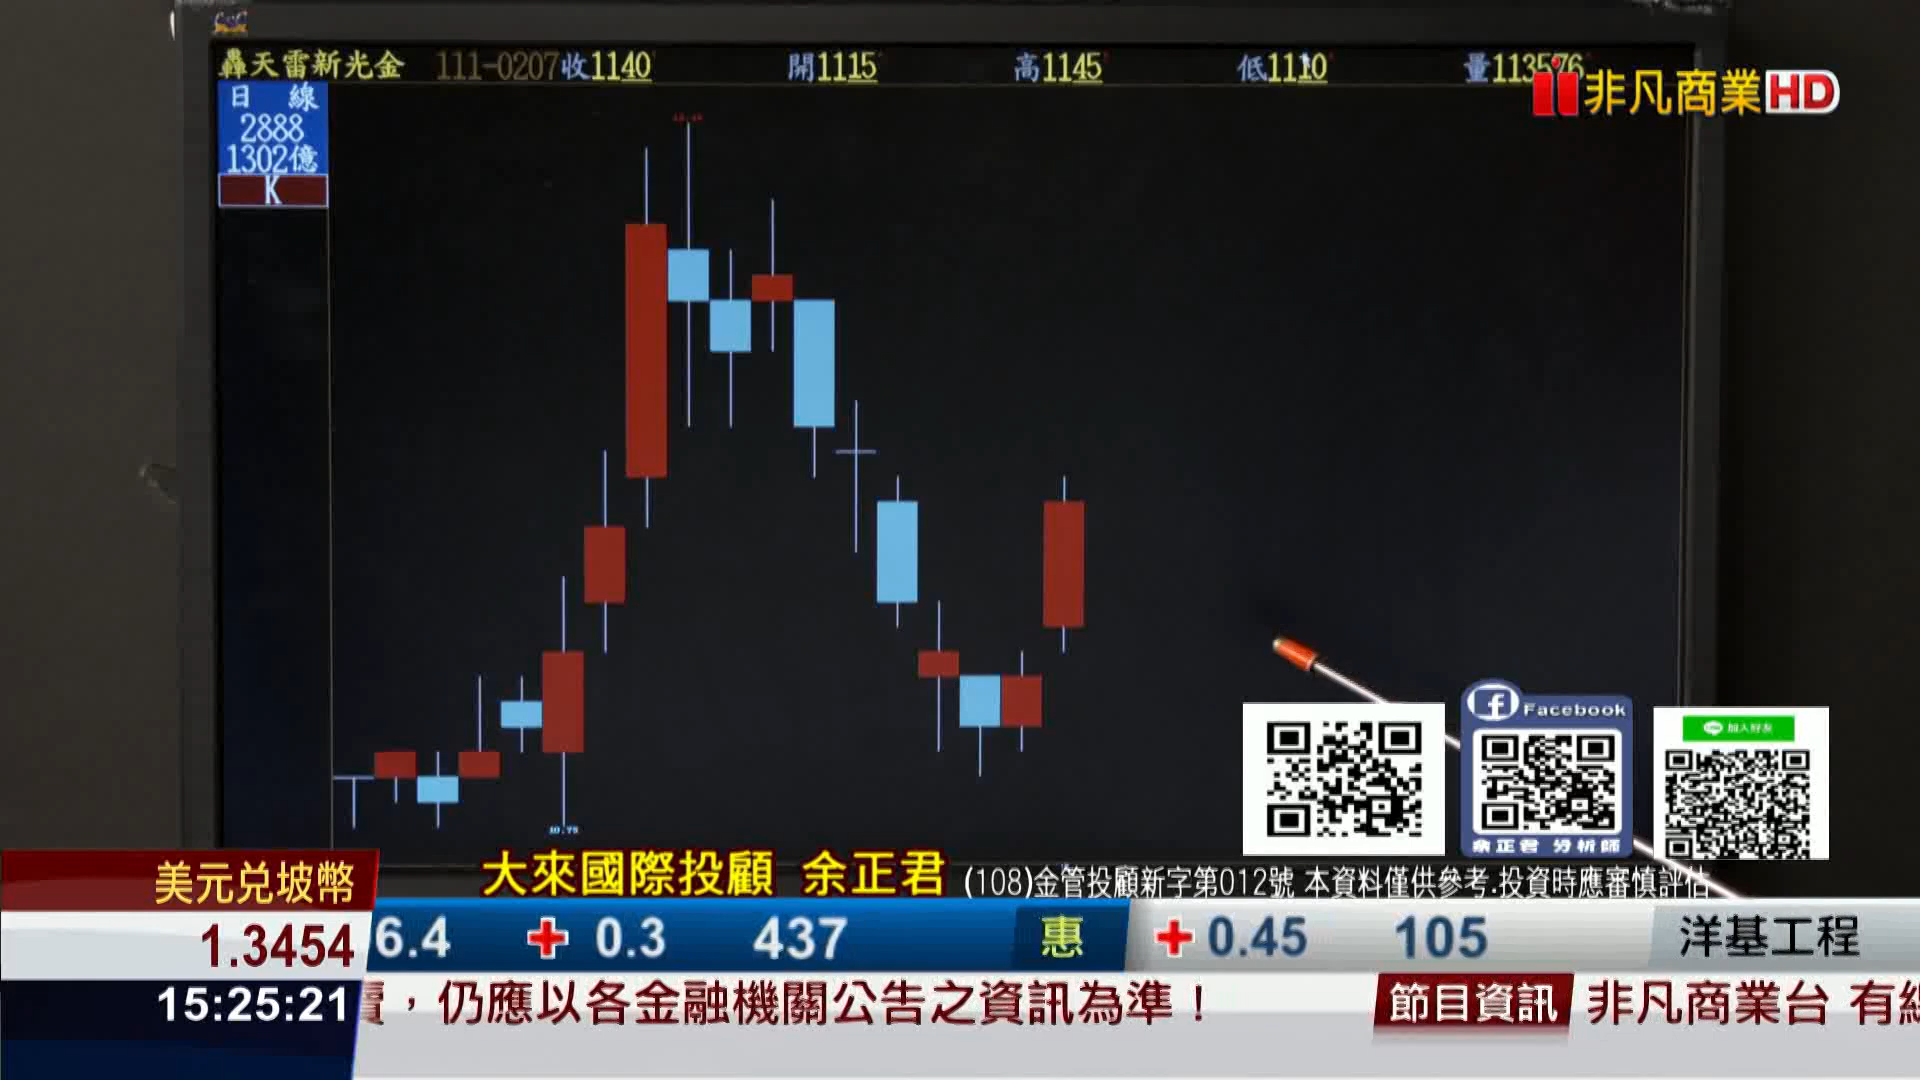 轟天雷新光金 111-0207收1140 開1115 高1145 低1110 量113576
非凡商業HD
日 線
2888
1302億
K
10.75
Facebook
加入好友
余正君 分析師
大來國際投顧 余正君 (108)金管投顧新字第012號 本資料僅供參考.投資時應審慎評估
美元兌坡幣
1.3454
6.4 + 0.3 437 惠 + 0.45 105 洋基工程
15:25:21
，仍應以各金融機關公告之資訊為準！ 節目資訊 非凡商業台 有